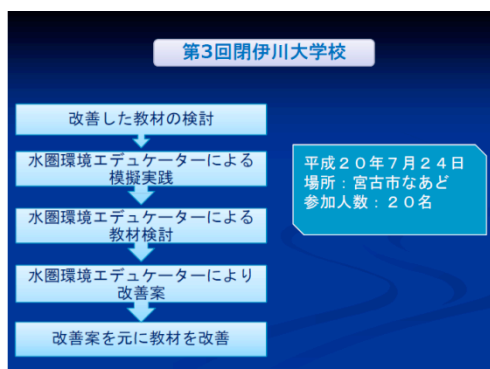 第3回閉伊川大学校
改善した教材の検討
水圏環境エデュケーターによる
模擬実践
水圏環境エデュケーターによる
教材検討
水圏環境エデュケーターにより
改善案
改善案を元に教材を改善
平成２０年７月２４日
場所：宮古市なあど
参加人数：２０名